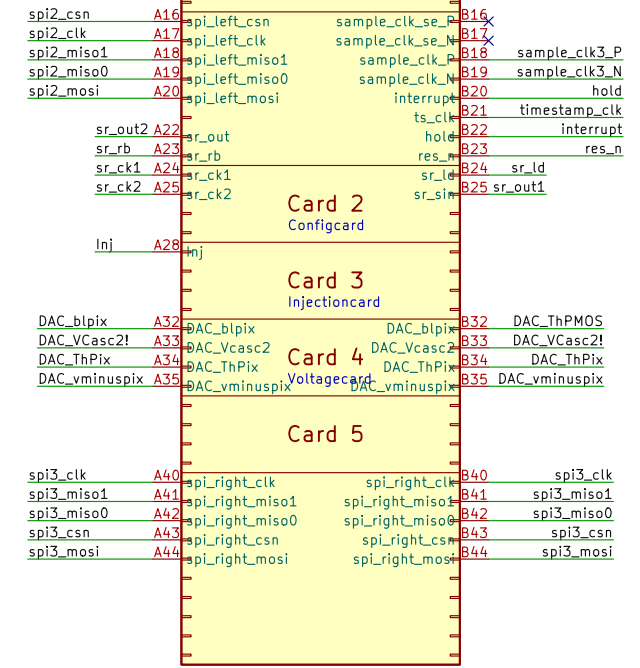 spi2_csn A16 spi_left_csn sample_clk_se_P B16
spi2_clk A17 spi_left_clk sample_clk_se_N B17
spi2_miso1 A18 spi_left_miso1 sample_clk_P B18 sample_clk3_P
spi2_miso0 A19 spi_left_miso0 sample_clk_N B19 sample_clk3_N
spi2_mosi A20 spi_left_mosi interrupt B20 hold
ts_clk B21 timestamp_clk
sr_out2 A22 sr_out hold B22 interrupt
sr_rb A23 sr_rb res_n B23 res_n
sr_ck1 A24 sr_ck1 sr_ld B24 sr_ld
sr_ck2 A25 sr_ck2 sr_sin B25 sr_out1
Card 2
Configcard
Inj A28 Inj
Card 3
Injectioncard
DAC_blpix A32 DAC_blpix DAC_blpix B32 DAC_ThPMOS
DAC_VCasc2! A33 DAC_Vcasc2 DAC_VCasc2 B33 DAC_VCasc2!
Card 4
DAC_ThPix A34 DAC_ThPix DAC_ThPix B34 DAC_ThPix
Voltagecard
DAC_vminuspix A35 DAC_vminuspix DAC_vminuspix B35 DAC_vminuspix
Card 5
spi3_clk A40 spi_right_clk spi_right_clk B40 spi3_clk
spi3_miso1 A41 spi_right_miso1 spi_right_miso1 B41 spi3_miso1
spi3_miso0 A42 spi_right_miso0 spi_right_miso0 B42 spi3_miso0
spi3_csn A43 spi_right_csn spi_right_csn B43 spi3_csn
spi3_mosi A44 spi_right_mosi spi_right_mosi B44 spi3_mosi